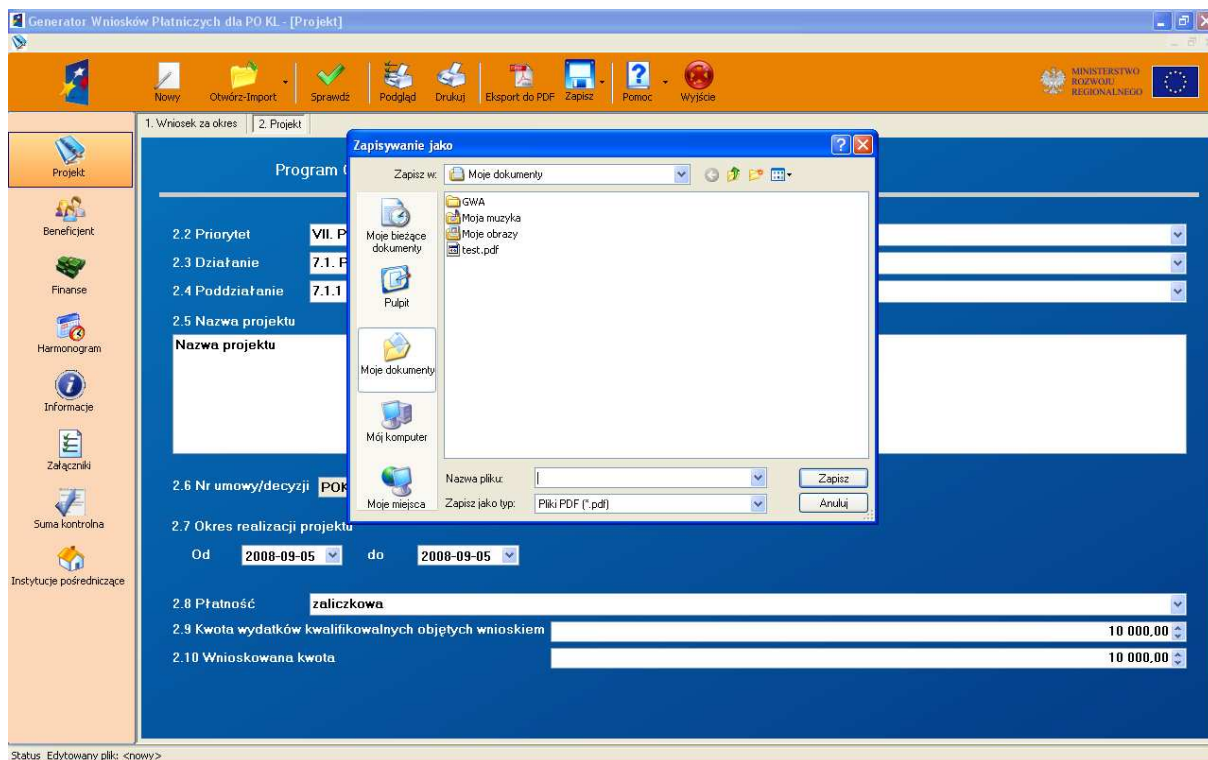 Generator Wniosków Płatniczych dla PO KL - [Projekt]
Nowy Otwórz-Import Sprawdź Podgląd Drukuj Eksport do PDF Zapisz Pomoc Wyjście
MINISTERSTWO
ROZWOJU
REGIONALNEGO
1. Wniosek za okres 2. Projekt
Projekt
Beneficjent
Finanse
Harmonogram
Informacje
Załączniki
Suma kontrolna
Instytucje pośredniczące
Program
2.2 Priorytet VII. P
2.3 Działanie 7.1. P
2.4 Poddziałanie 7.1.1
2.5 Nazwa projektu
Nazwa projektu
2.6 Nr umowy/decyzji POK
2.7 Okres realizacji projektu
Od 2008-09-05 do 2008-09-05
2.8 Płatność zaliczkowa
2.9 Kwota wydatków kwalifikowalnych objętych wnioskiem 10 000,00
2.10 Wnioskowana kwota 10 000,00
Zapisywanie jako
Zapisz w: Moje dokumenty
Moje bieżące
dokumenty
Pulpit
Moje dokumenty
Mój komputer
Moje miejsca
GWA
Moja muzyka
Moje obrazy
test.pdf
Nazwa pliku: Zapisz
Zapisz jako typ: Pliki PDF (*.pdf) Anuluj
Status Edytowany plik: <nowy>